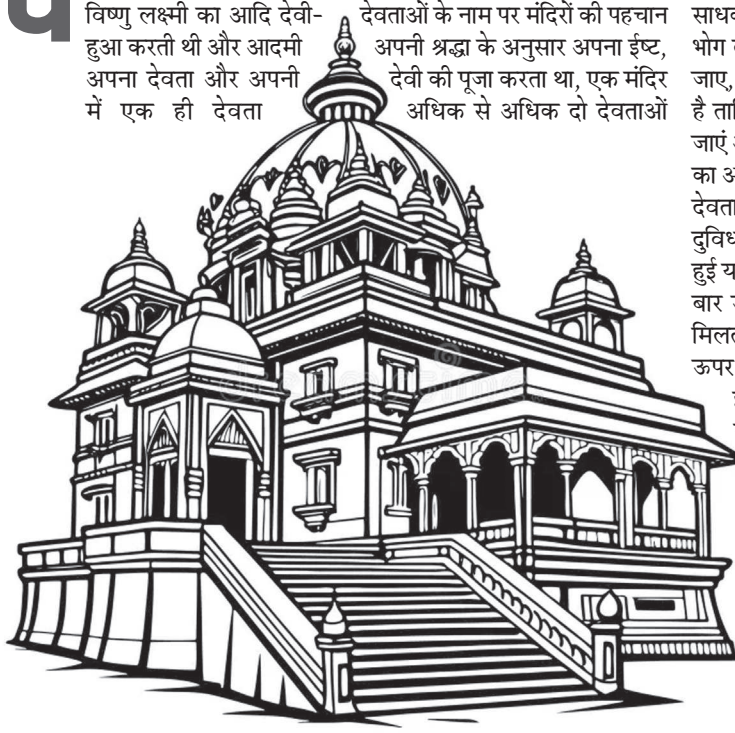 विष्णु लक्ष्मी का आदि देवी- देवताओं के नाम पर मंदिरों की पहचान
हुआ करती थी और आदमी अपनी श्रद्धा के अनुसार अपना ईष्ट,
अपना देवता और अपनी देवी की पूजा करता था, एक मंदिर
में एक ही देवता अधिक से अधिक दो देवताओं
भोग
जाए,
जाएं
बार
ऊपर
dreamstime